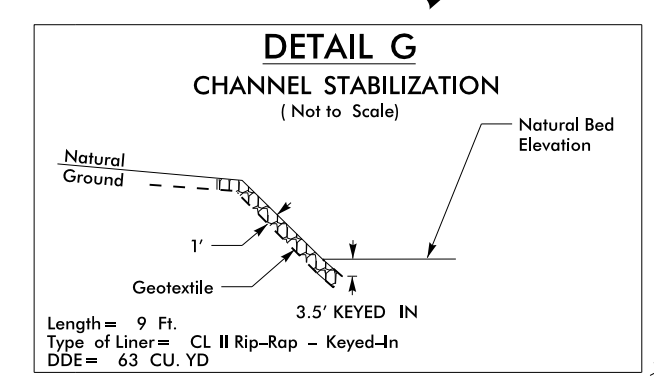 DETAIL G
CHANNEL STABILIZATION
( Not to Scale)
Natural Bed
Elevation
Natural
Ground
1'
Geotextile
3.5' KEYED IN
Length= 9 Ft.
Type of Liner= CL II Rip-Rap - Keyed-In
DDE= 63 CU. YD